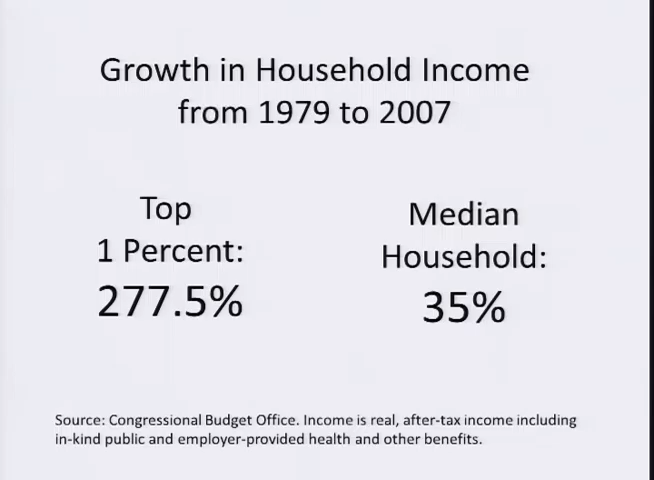 Growth in Household Income
from 1979 to 2007
Top
1 Percent:
277.5%
Median
Household:
35%
Source: Congressional Budget Office. Income is real, after-tax income including
in-kind public and employer-provided health and other benefits.